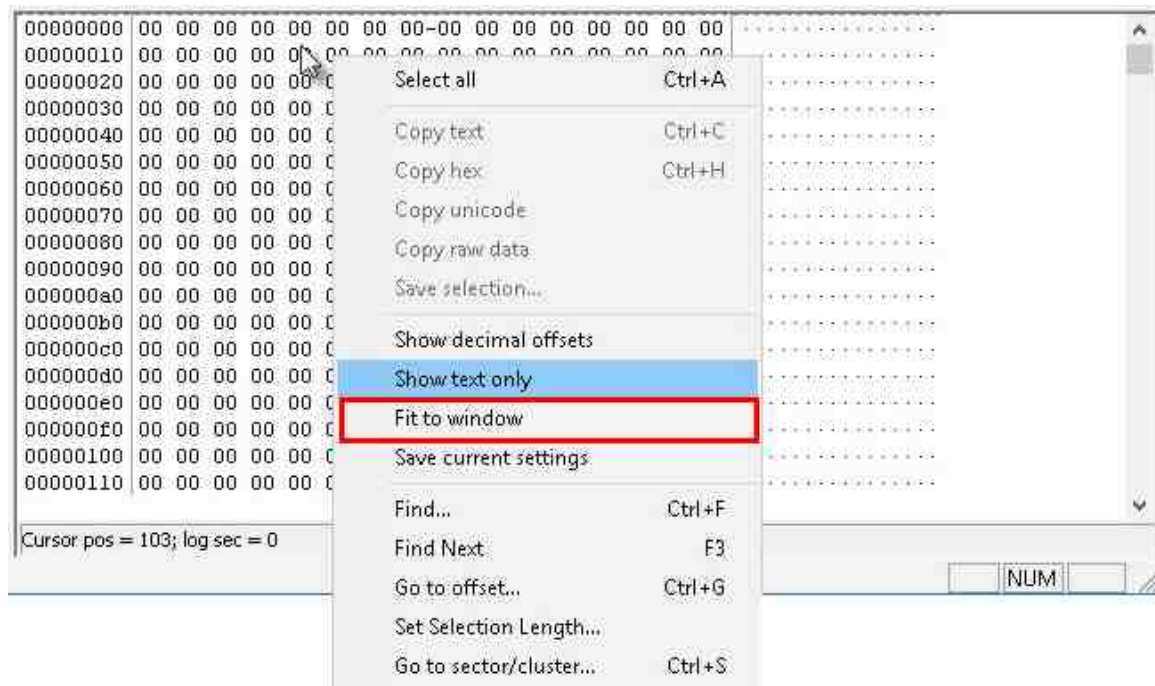 00000000 00 00 00 00 00 00 00 00-00 00 00 00 00 00 00 00 ................
00000010 00 00 00 00
00000020 00 00 00 00 00
00000030 00 00 00 00 00
00000040 00 00 00 00 00
00000050 00 00 00 00 00
00000060 00 00 00 00 00
00000070 00 00 00 00 00
00000080 00 00 00 00 00
00000090 00 00 00 00 00
000000a0 00 00 00 00 00
000000b0 00 00 00 00 00
000000c0 00 00 00 00 00
000000d0 00 00 00 00 00
000000e0 00 00 00 00 00
000000f0 00 00 00 00 00
00000100 00 00 00 00 00
00000110 00 00 00 00 00
Cursor pos = 103; log sec = 0
Select all Ctrl+A
Copy text Ctrl+C
Copy hex Ctrl+H
Copy unicode
Copy raw data
Save selection...
Show decimal offsets
Show text only
Fit to window
Save current settings
Find... Ctrl+F
Find Next F3
Go to offset... Ctrl+G
Set Selection Length...
Go to sector/cluster... Ctrl+S
NUM